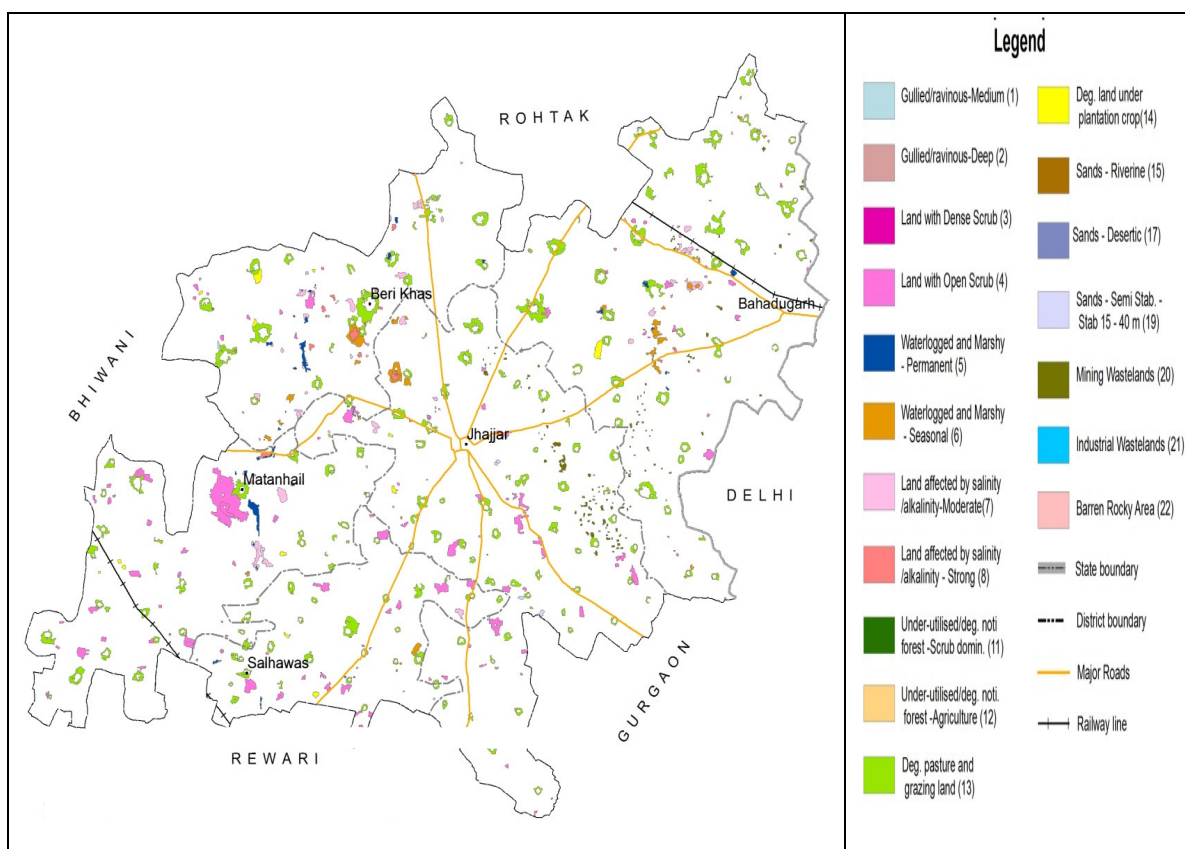 ROHTAK
Beri Khas
Bahadugarh
BHIWANI
Jhajjar
Matanhail
DELHI
Salhawas
GURGAON
REWARI
Legend
Gullied/ravinous-Medium (1)
Gullied/ravinous-Deep (2)
Land with Dense Scrub (3)
Land with Open Scrub (4)
Waterlogged and Marshy
- Permanent (5)
Waterlogged and Marshy
- Seasonal (6)
Land affected by salinity
/alkalinity-Moderate(7)
Land affected by salinity
/alkalinity - Strong (8)
Under-utilised/deg. noti
forest -Scrub domin. (11)
Under-utilised/deg. noti.
forest -Agriculture (12)
Deg. pasture and
grazing land (13)
Deg. land under
plantation crop(14)
Sands - Riverine (15)
Sands - Desertic (17)
Sands - Semi Stab. -
Stab 15 - 40 m (19)
Mining Wastelands (20)
Industrial Wastelands (21)
Barren Rocky Area (22)
State boundary
District boundary
Major Roads
Railway line